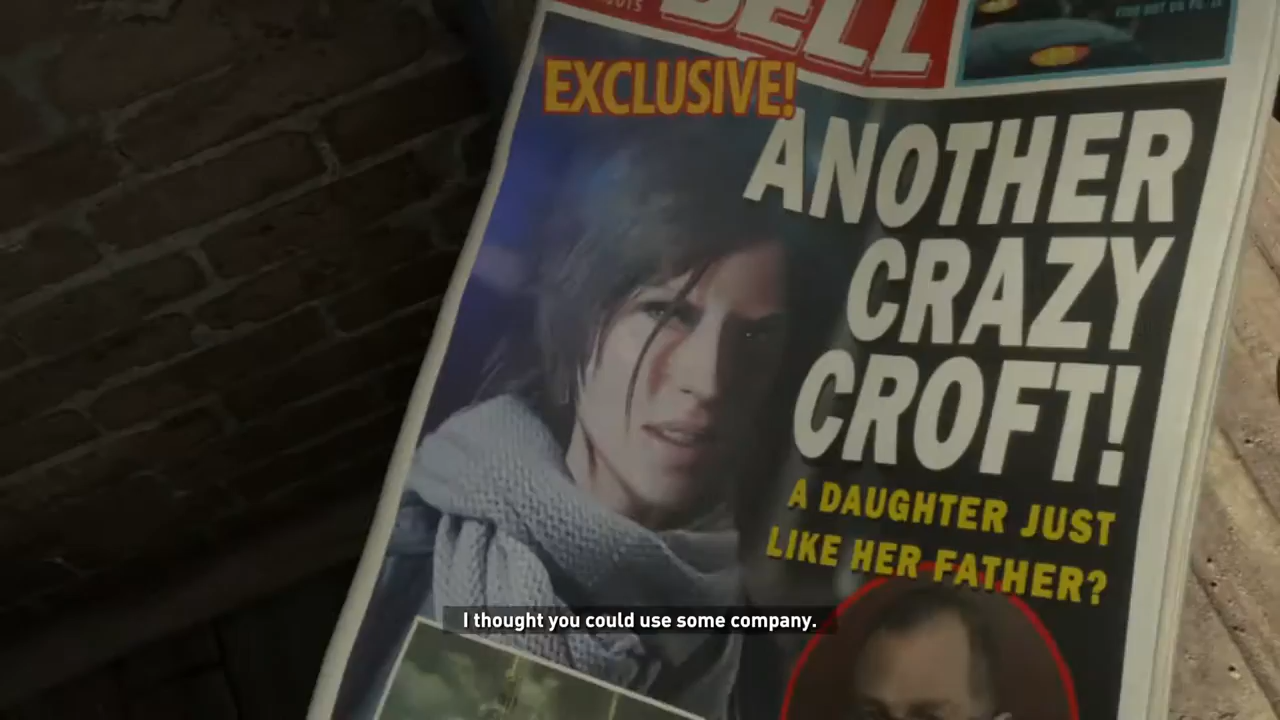 BELL
EXCLUSIVE!
ANOTHER
CRAZY
CROFT!
A DAUGHTER JUST
LIKE HER FATHER?
I thought you could use some company.